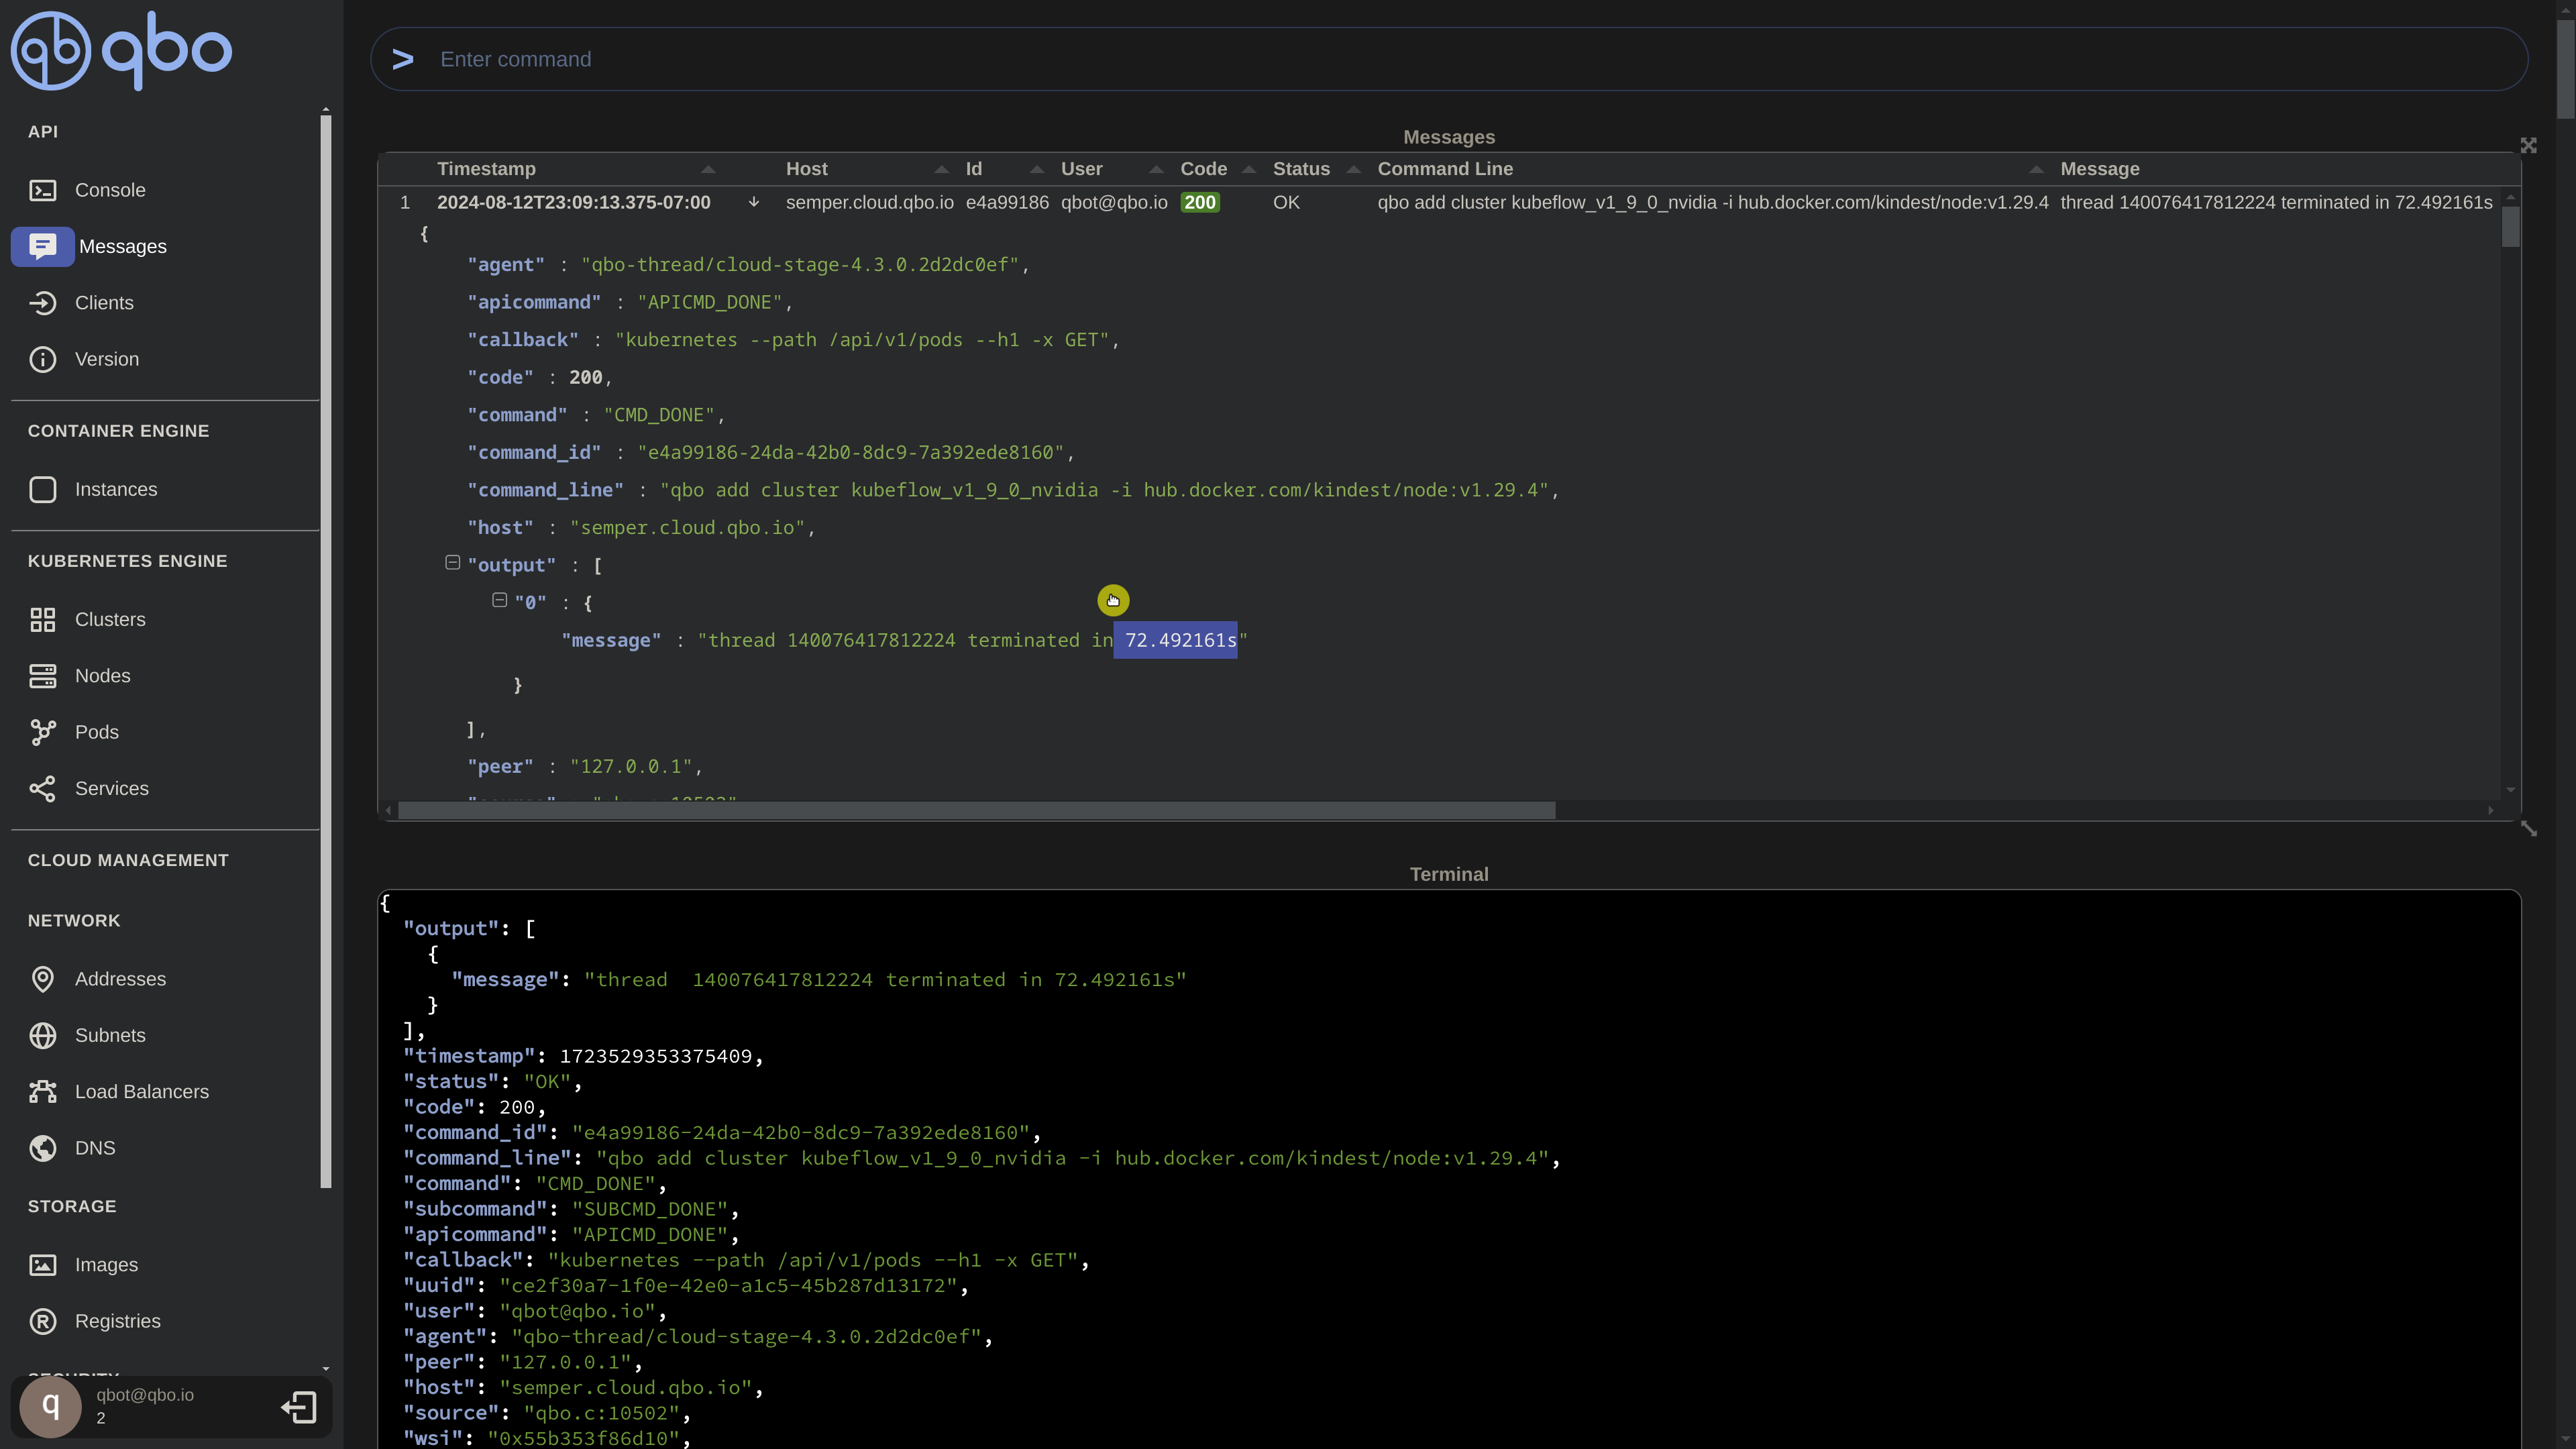 qb qbo
API
Console
Messages
Clients
Version
CONTAINER ENGINE
Instances
KUBERNETES ENGINE
Clusters
Nodes
Pods
Services
CLOUD MANAGEMENT
NETWORK
Addresses
Subnets
Load Balancers
DNS
STORAGE
Images
Registries
SECURITY
q qbot@qbo.io
2
> Enter command
Messages
Timestamp Host Id User Code Status Command Line Message
1 2024-08-12T23:09:13.375-07:00 semper.cloud.qbo.io e4a99186 qbot@qbo.io 200 OK qbo add cluster kubeflow_v1_9_0_nvidia -i hub.docker.com/kindest/node:v1.29.4 thread 140076417812224 terminated in 72.492161s
{
"agent" : "qbo-thread/cloud-stage-4.3.0.2d2dc0ef",
"apicommand" : "APICMD_DONE",
"callback" : "kubernetes --path /api/v1/pods --h1 -x GET",
"code" : 200,
"command" : "CMD_DONE",
"command_id" : "e4a99186-24da-42b0-8dc9-7a392ede8160",
"command_line" : "qbo add cluster kubeflow_v1_9_0_nvidia -i hub.docker.com/kindest/node:v1.29.4",
"host" : "semper.cloud.qbo.io",
"output" : [
"0" : {
"message" : "thread 140076417812224 terminated in 72.492161s"
}
],
"peer" : "127.0.0.1",
Terminal
{
"output": [
{
"message": "thread  140076417812224 terminated in 72.492161s"
}
],
"timestamp": 1723529353375409,
"status": "OK",
"code": 200,
"command_id": "e4a99186-24da-42b0-8dc9-7a392ede8160",
"command_line": "qbo add cluster kubeflow_v1_9_0_nvidia -i hub.docker.com/kindest/node:v1.29.4",
"command": "CMD_DONE",
"subcommand": "SUBCMD_DONE",
"apicommand": "APICMD_DONE",
"callback": "kubernetes --path /api/v1/pods --h1 -x GET",
"uuid": "ce2f30a7-1f0e-42e0-a1c5-45b287d13172",
"user": "qbot@qbo.io",
"agent": "qbo-thread/cloud-stage-4.3.0.2d2dc0ef",
"peer": "127.0.0.1",
"host": "semper.cloud.qbo.io",
"source": "qbo.c:10502",
"wsi": "0x55b353f86d10",